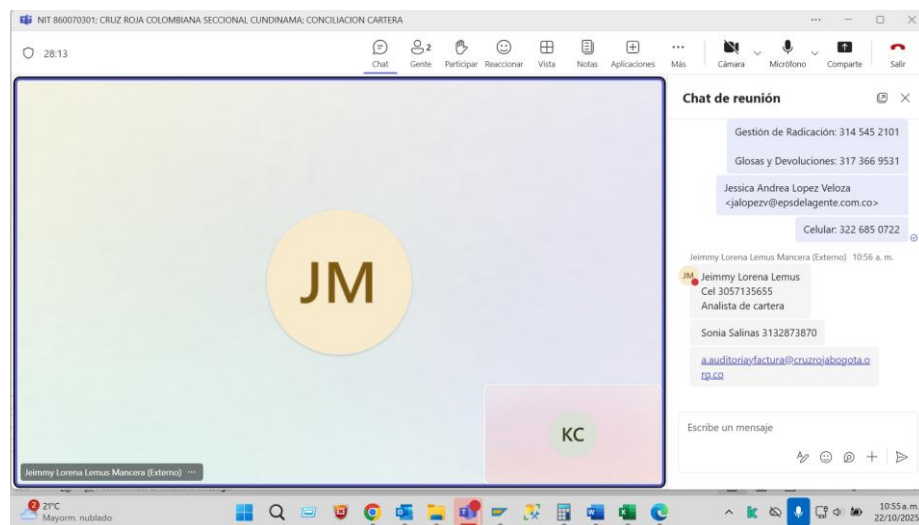 NIT 860070301: CRUZ ROJA COLOMBIANA SECCIONAL CUNDINAMA; CONCILIACION CARTERA
28:13
Chat
Gente 2
Participar
Reaccionar
Vista
Notas
Aplicaciones
Más
Cámara
Micrófono
Comparte
Salir
Chat de reunión
Gestión de Radicación: 314 545 2101
Glosas y Devoluciones: 317 366 9531
Jessica Andrea Lopez Veloza
<jalopezv@epsdelagente.com.co>
Celular: 322 685 0722
Jeimmy Lorena Lemus Mancera (Externo) 10:56 a. m.
JM
Jeimmy Lorena Lemus
Cel 3057135655
Analista de cartera
Sonia Salinas 3132873870
a.auditoriayfactura@cruzrojabogota.o
rg.co
Escribe un mensaje
JM
KC
Jeimmy Lorena Lemus Mancera (Externo)
2
21°C
Mayorm. nublado
10:55 a. m.
22/10/2025